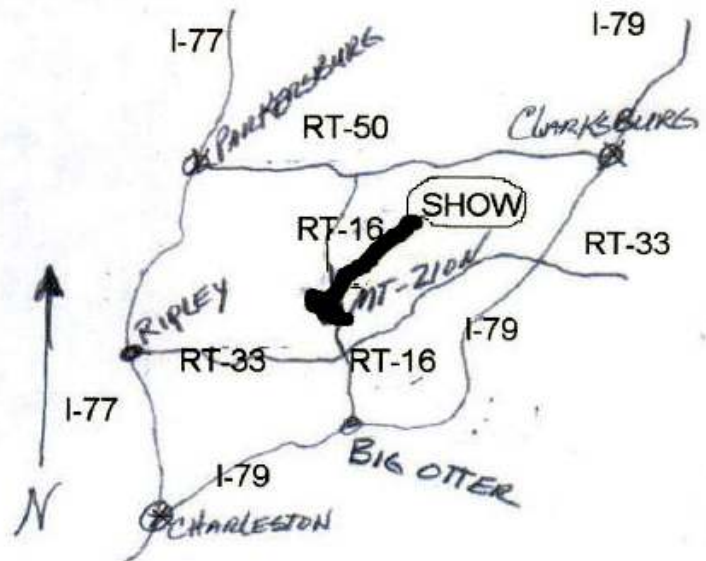 I-77
I-79
PARKERSBURG
RT-50
CLARKSBURG
SHOW
RT-16
RT-33
MT-ZION
RIPLEY
I-79
RT-33
RT-16
I-77
I-79
BIG OTTER
N
CHARLESTON